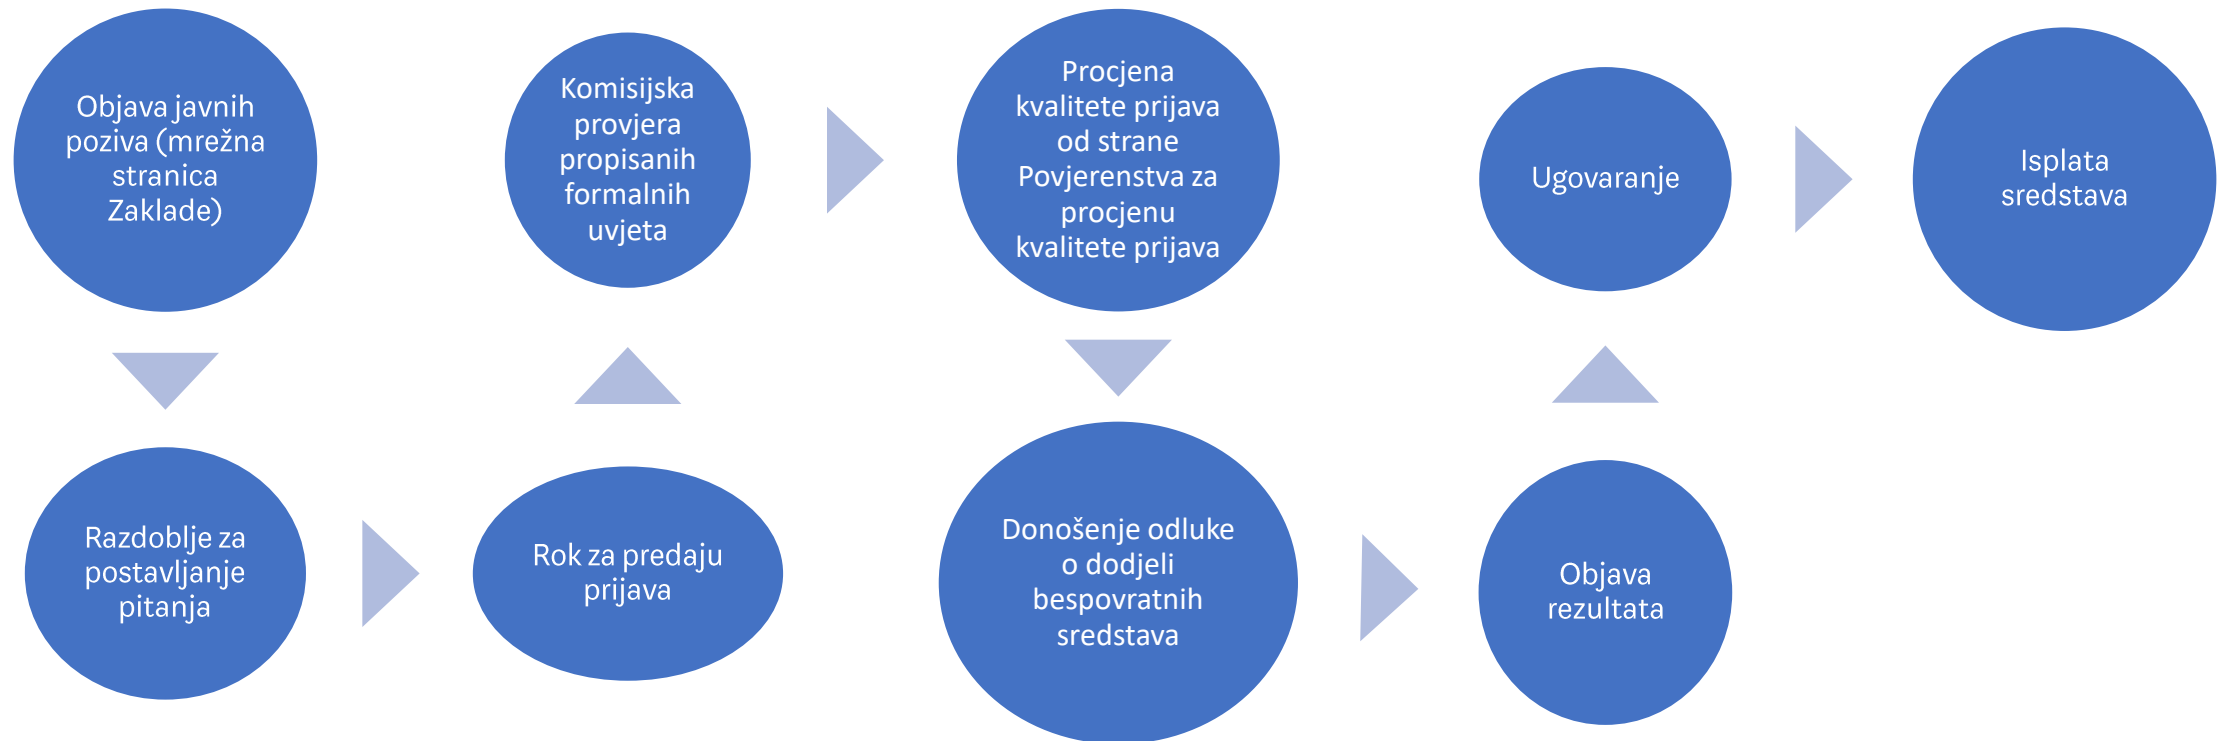 Objava javnih
poziva (mrežna
stranica
Zaklade)
Razdoblje za
postavljanje
pitanja
Rok za predaju
prijava
Komisijska
provjera
propisanih
formalnih
uvjeta
Procjena
kvalitete prijava
od strane
Povjerenstva za
procjenu
kvalitete prijava
Donošenje odluke
o dodjeli
bespovratnih
sredstava
Objava
rezultata
Ugovaranje
Isplata
sredstava